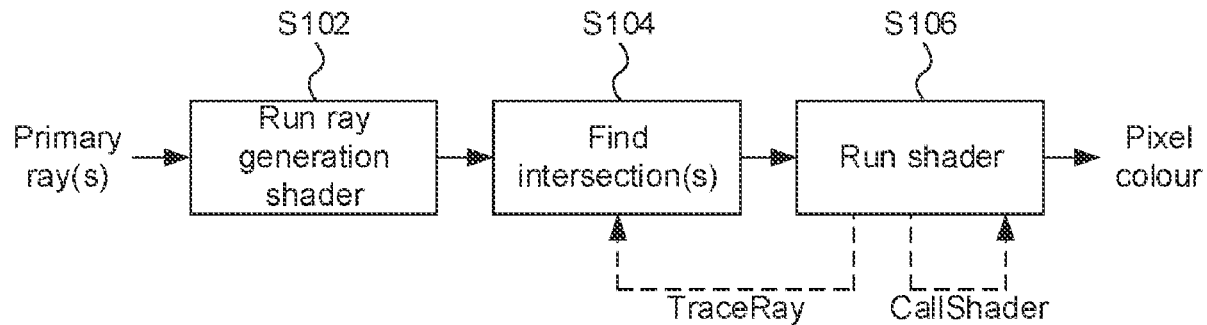 S102
S104
S106
Primary
ray(s)
Run ray
generation
shader
Find
intersection(s)
Run shader
Pixel
colour
TraceRay
CallShader